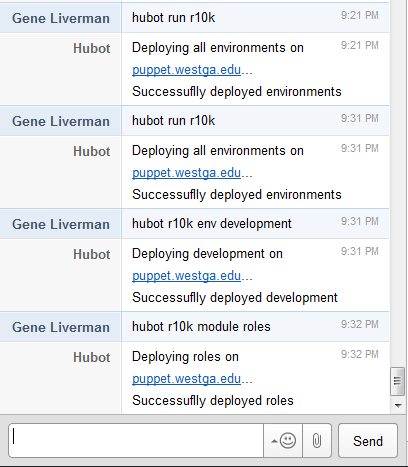 Gene Liverman hubot run r10k 9:21 PM
Hubot Deploying all environments on 9:21 PM
puppet.westga.edu...
Successuflly deployed environments
Gene Liverman hubot run r10k 9:31 PM
Hubot Deploying all environments on 9:31 PM
puppet.westga.edu...
Successuflly deployed environments
Gene Liverman hubot r10k env development 9:31 PM
Hubot Deploying development on 9:31 PM
puppet.westga.edu...
Successuflly deployed development
Gene Liverman hubot r10k module roles 9:32 PM
Hubot Deploying roles on 9:32 PM
puppet.westga.edu...
Successuflly deployed roles
Send